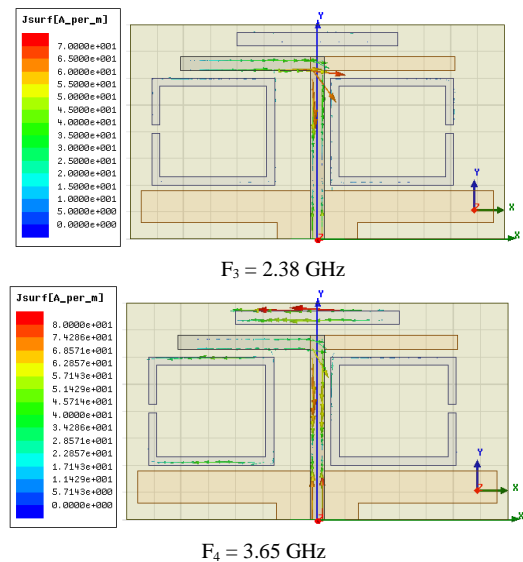 Jsurf[A_per_m]
7.0000e+001
6.5000e+001
6.0000e+001
5.5000e+001
5.0000e+001
4.5000e+001
4.0000e+001
3.5000e+001
3.0000e+001
2.5000e+001
2.0000e+001
1.5000e+001
1.0000e+001
5.0000e+000
0.0000e+000
Y
Y
X
Z
X
Z
F3 = 2.38 GHz
Jsurf[A_per_m]
8.0000e+001
7.4286e+001
6.8571e+001
6.2857e+001
5.7143e+001
5.1429e+001
4.5714e+001
4.0000e+001
3.4286e+001
2.8571e+001
2.2857e+001
1.7143e+001
1.1429e+001
5.7143e+000
0.0000e+000
Y
Y
X
Z
X
Z
F4 = 3.65 GHz